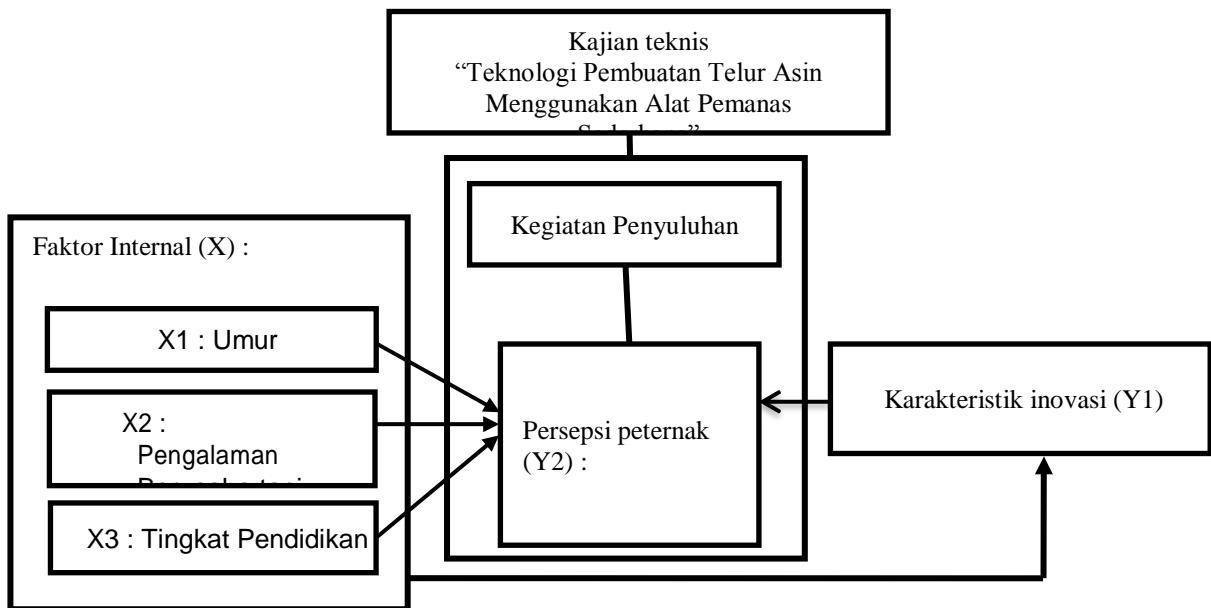 Kajian teknis
“Teknologi Pembuatan Telur Asin
Menggunakan Alat Pemanas
Kegiatan Penyuluhan
Faktor Internal (X) :
X1 : Umur
X2 :
Pengalaman
X3 : Tingkat Pendidikan
Persepsi peternak
(Y2) :
Karakteristik inovasi (Y1)